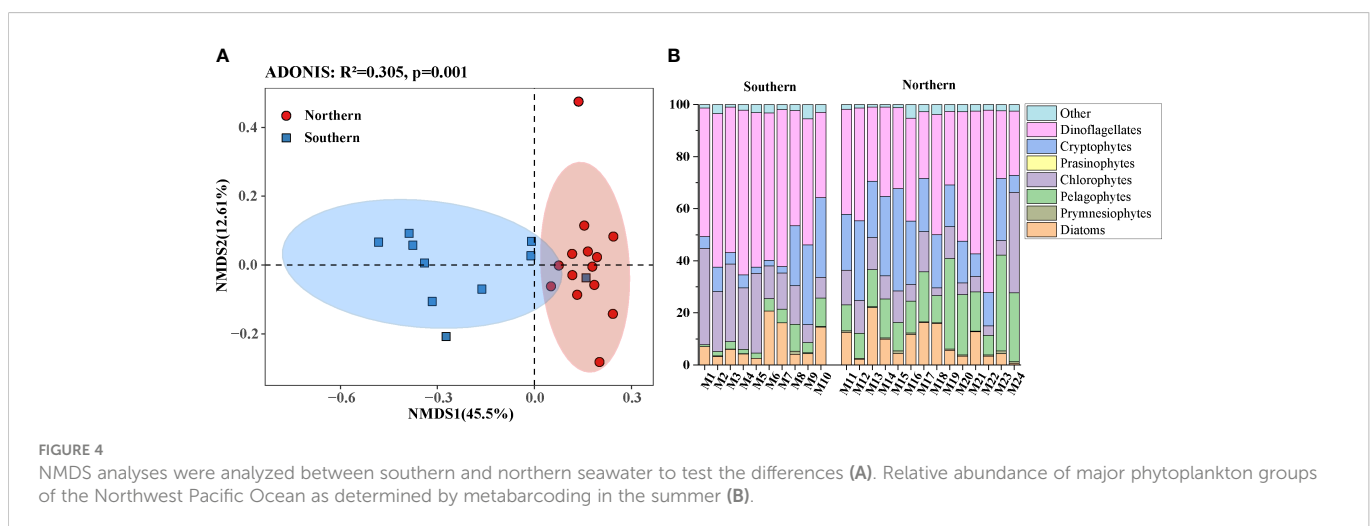 A
ADONIS: R²=0.305, p=0.001
Northern
Southern
NMDS2(12.61%)
0.4
0.2
0.0
−0.2
−0.6
−0.3
0.0
0.3
NMDS1(45.5%)
B
Southern
Northern
100
80
60
40
20
0
M1 M2 M3 M4 M5 M6 M7 M8 M9 M10 M11 M12 M13 M14 M15 M16 M17 M18 M19 M20 M21 M22 M23 M24
Other
Dinoflagellates
Cryptophytes
Prasinophytes
Chlorophytes
Pelagophytes
Prymnesiophytes
Diatoms
FIGURE 4
NMDS analyses were analyzed between southern and northern seawater to test the differences (A). Relative abundance of major phytoplankton groups
of the Northwest Pacific Ocean as determined by metabarcoding in the summer (B).